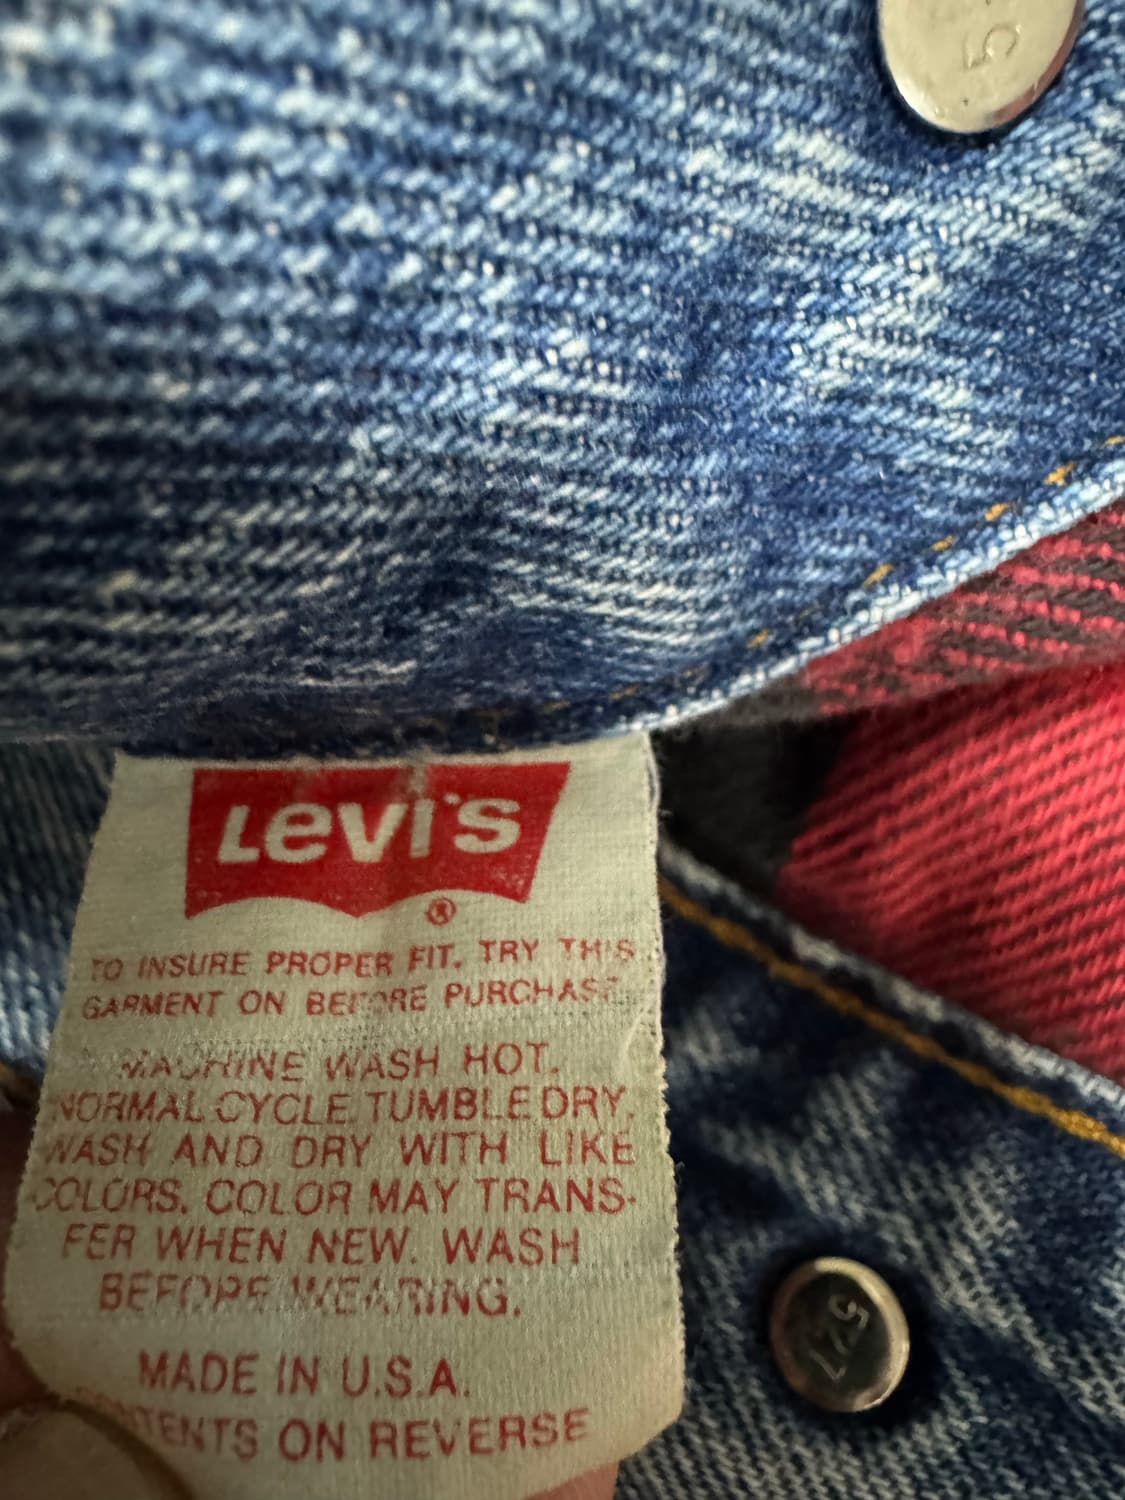 Levi's
®
TO INSURE PROPER FIT. TRY THIS
GARMENT ON BEFORE PURCHASE
MACHINE WASH HOT.
NORMAL CYCLE TUMBLE DRY.
WASH AND DRY WITH LIKE
COLORS. COLOR MAY TRANS-
FER WHEN NEW. WASH
BEFORE WEARING.
MADE IN U.S.A.
CONTENTS ON REVERSE
527